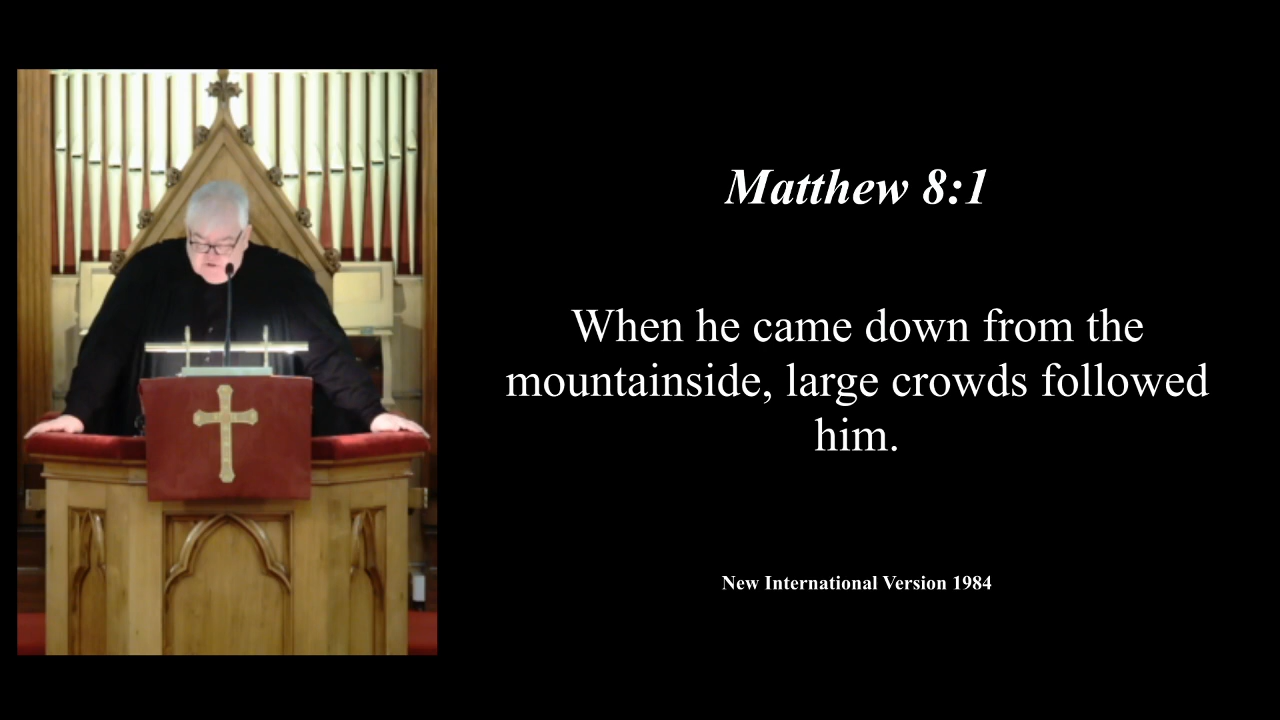 Matthew 8:1
When he came down from the
mountainside, large crowds followed
him.
New International Version 1984